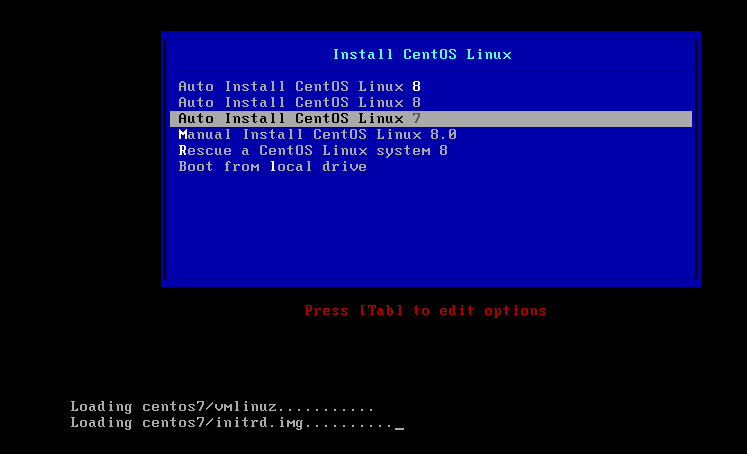 Install CentOS Linux
Auto Install CentOS Linux 8
Auto Install CentOS Linux 8
Auto Install CentOS Linux 7
Manual Install CentOS Linux 8.0
Rescue a CentOS Linux system 8
Boot from local drive
Press [Tab] to edit options
Loading centos7/vmlinuz...........
Loading centos7/initrd.img.........._